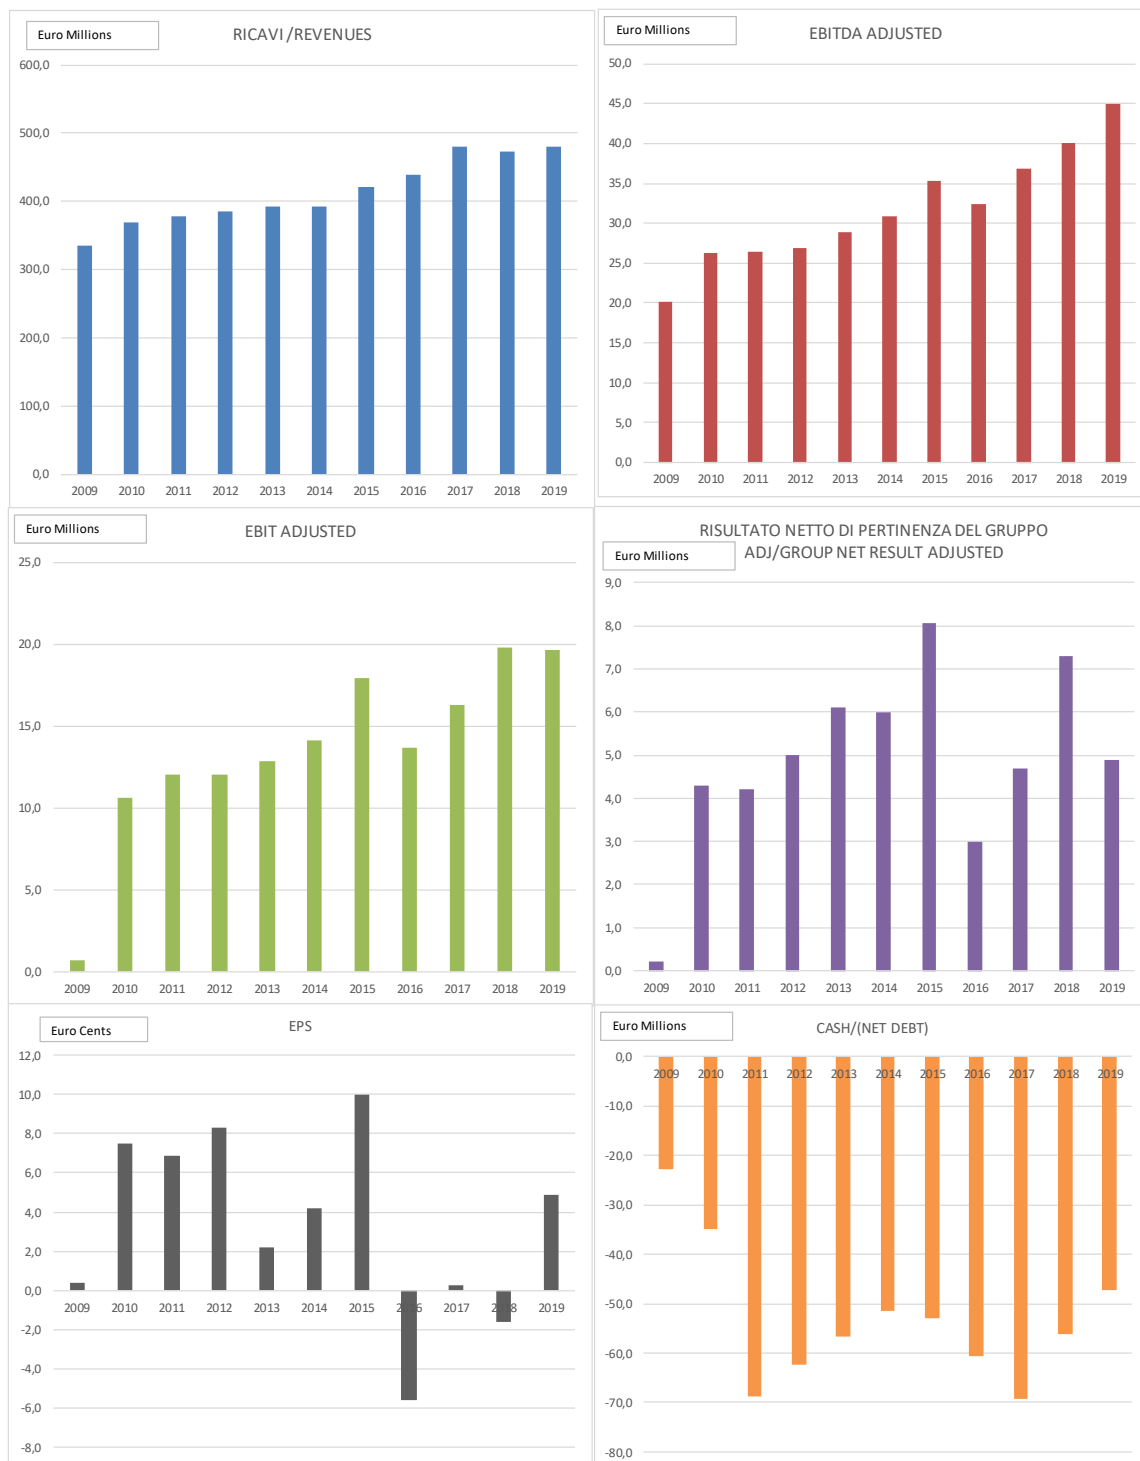 Euro Millions
RICAVI /REVENUES
600,0
500,0
400,0
300,0
200,0
100,0
0,0
2009 2010 2011 2012 2013 2014 2015 2016 2017 2018 2019
Euro Millions
EBITDA ADJUSTED
50,0
45,0
40,0
35,0
30,0
25,0
20,0
15,0
10,0
5,0
0,0
2009 2010 2011 2012 2013 2014 2015 2016 2017 2018 2019
Euro Millions
EBIT ADJUSTED
25,0
20,0
15,0
10,0
5,0
0,0
2009 2010 2011 2012 2013 2014 2015 2016 2017 2018 2019
RISULTATO NETTO DI PERTINENZA DEL GRUPPO
ADJ/GROUP NET RESULT ADJUSTED
Euro Millions
9,0
8,0
7,0
6,0
5,0
4,0
3,0
2,0
1,0
0,0
2009 2010 2011 2012 2013 2014 2015 2016 2017 2018 2019
Euro Cents
EPS
12,0
10,0
8,0
6,0
4,0
2,0
0,0
2009 2010 2011 2012 2013 2014 2015 2016 2017 2018 2019
-2,0
-4,0
-6,0
-8,0
Euro Millions
CASH/(NET DEBT)
0,0
2009 2010 2011 2012 2013 2014 2015 2016 2017 2018 2019
-10,0
-20,0
-30,0
-40,0
-50,0
-60,0
-70,0
-80,0